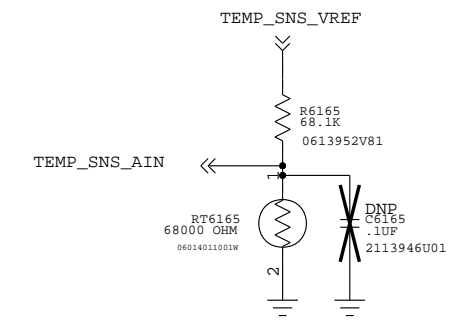 TEMP_SNS_VREF
R6165
68.1K
0613952V81
TEMP_SNS_AIN
1
RT6165
68000 OHM
06014011001W
DNP
C6165
.1UF
2113946U01
2